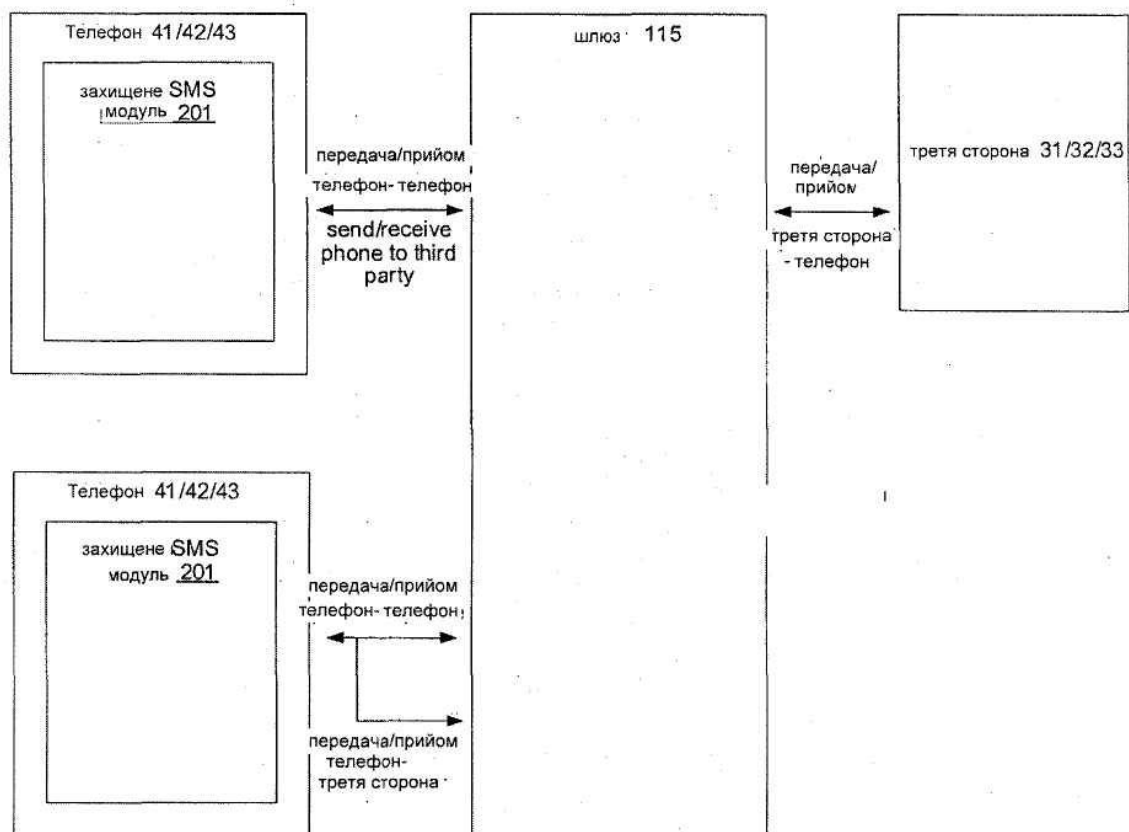 Телефон 41/42/43
захищене SMS
модуль 201
передача/прийом
телефон- телефон
send/receive
phone to third
party
шлюз 115
передача/
прийом
третя сторона
- телефон
третя сторона 31/32/33
Телефон 41/42/43
захищене SMS
модуль 201
передача/прийом
телефон- телефон
передача/прийом
телефон-
третя сторона